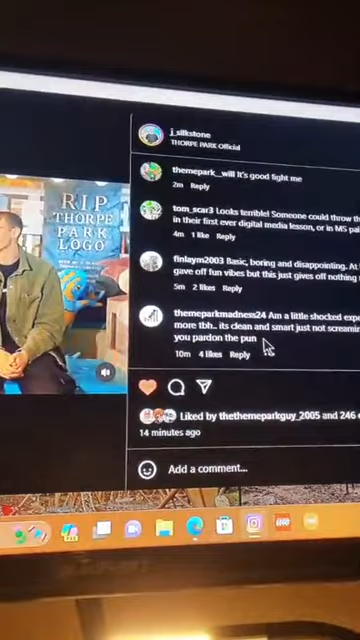 j_silkstone
THORPE PARK Official
RIP
THORPE
PARK
LOGO
themepark_will It's good fight me
2m Reply
tom_scar3 Looks terrible! Someone could throw th
in their first ever digital media lesson, or in MS pai
4m 1 like Reply
finlaym2003 Basic, boring and disappointing. At
gave off fun vibes but this just gives off nothing
5m 2 likes Reply
themeparkmadness24 Am a little shocked expe
more tbh.. its clean and smart just not screamin
you pardon the pun
10m 4 likes Reply
Liked by thethemeparkguy_2005 and 246 o
14 minutes ago
Add a comment...